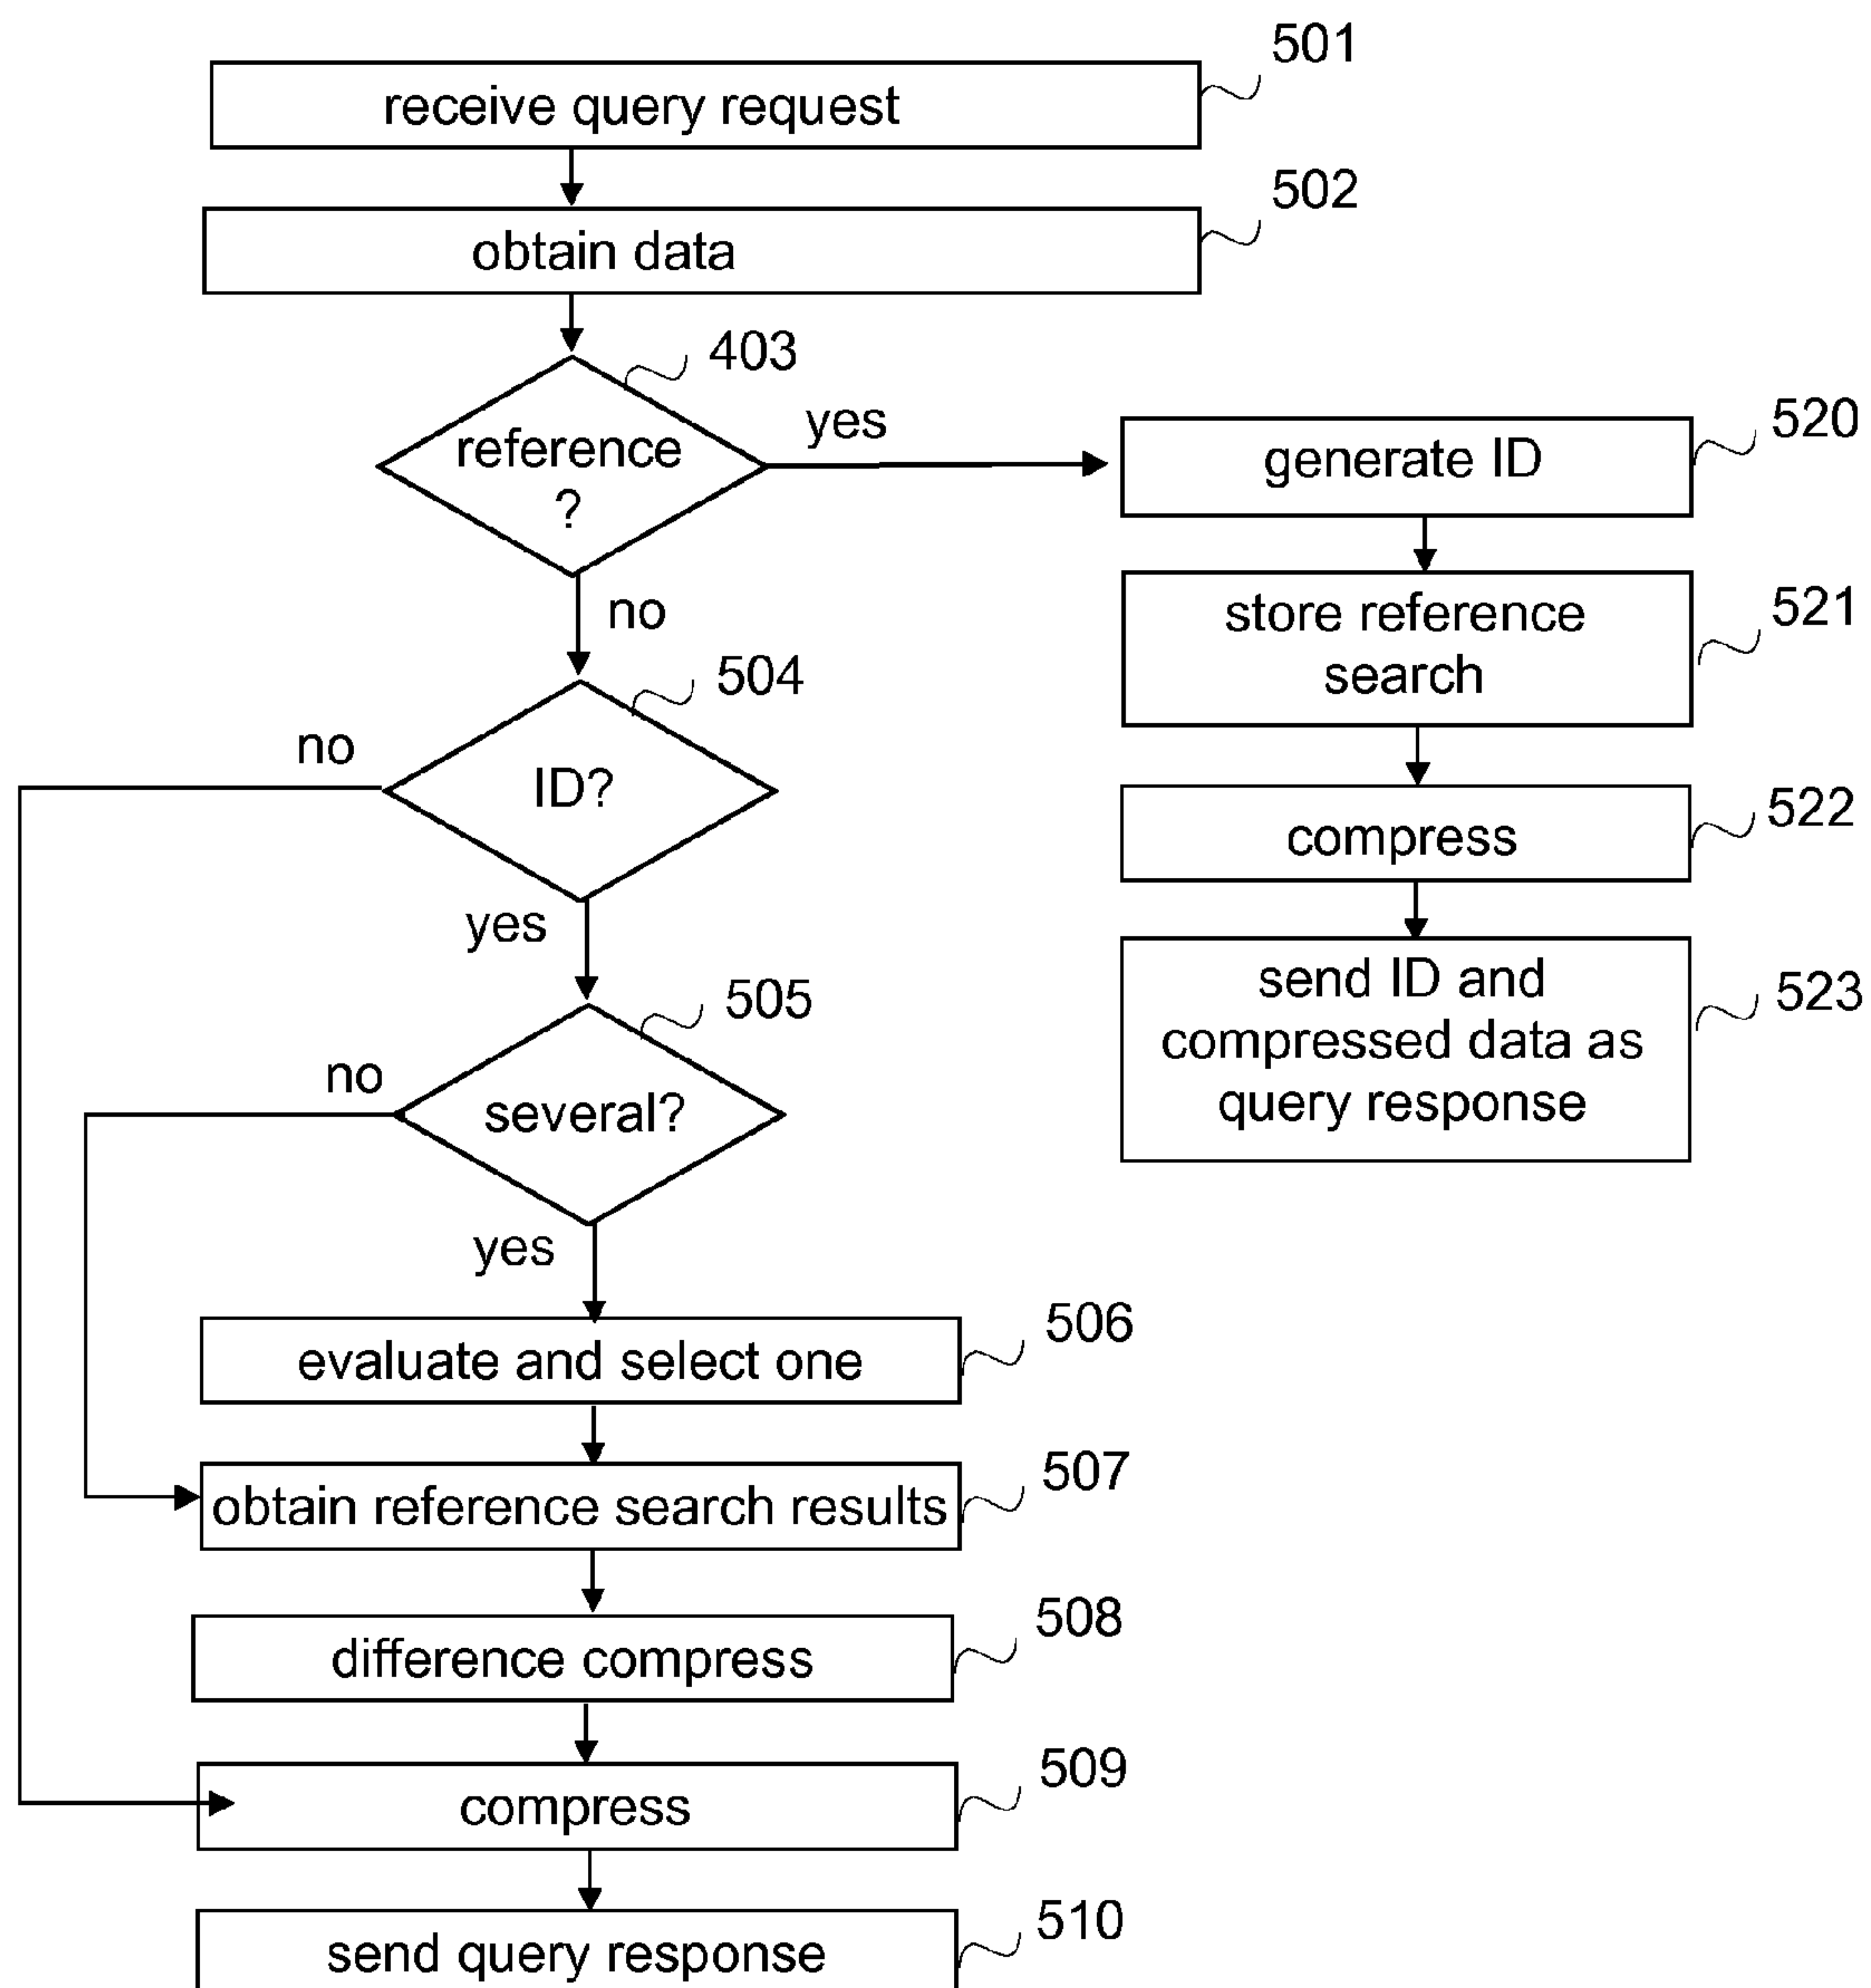 501
receive query request
502
obtain data
403
reference
?
yes
no
520
generate ID
521
store reference
search
522
compress
523
send ID and
compressed data as
query response
504
ID?
no
yes
505
several?
no
yes
506
evaluate and select one
507
obtain reference search results
508
difference compress
509
compress
510
send query response